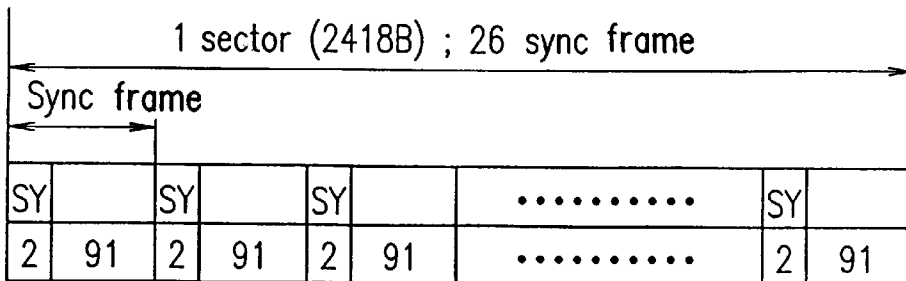 1 sector (2418B) ; 26 sync frame
Sync frame
SY SY SY •••••••••• SY
2 91 2 91 2 91 •••••••••• 2 91